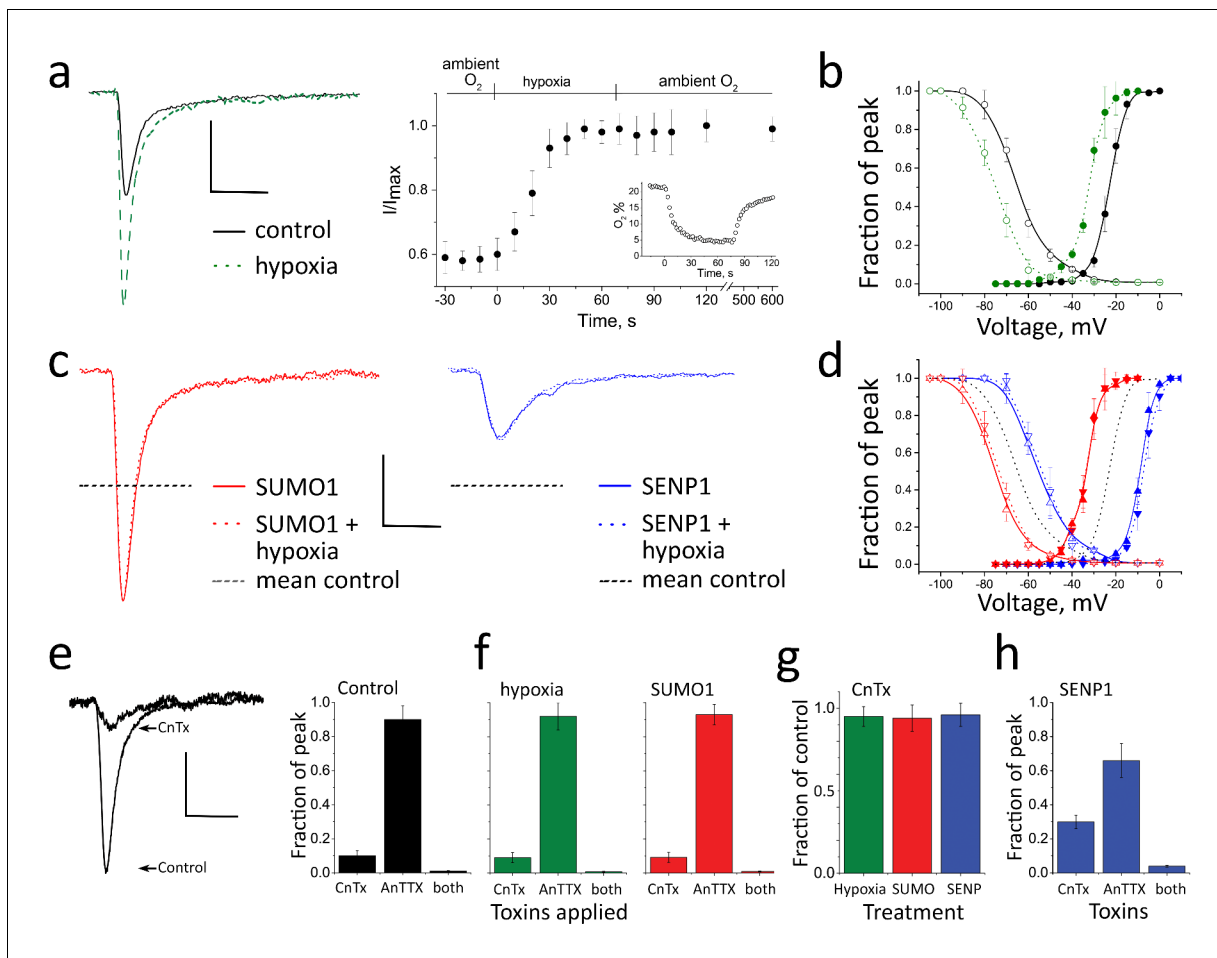 a
ambient
O2
hypoxia
ambient O2
control
hypoxia
I/Imax
1.0
0.8
0.6
-30
0
30
60
90
120
500
600
Time, s
O2 %
20
15
10
5
0
30
60
90
120
Time, s
b
Fraction of peak
1.0
0.8
0.6
0.4
0.2
0.0
-100
-80
-60
-40
-20
0
Voltage, mV
c
SUMO1
SUMO1 +
hypoxia
mean control
SENP1
SENP1 +
hypoxia
mean control
d
Fraction of peak
1.0
0.8
0.6
0.4
0.2
0.0
-100
-80
-60
-40
-20
0
Voltage, mV
e
CnTx
Control
Control
Fraction of peak
1.0
0.8
0.6
0.4
0.2
0.0
CnTx
AnTTX
both
f
hypoxia
CnTx
AnTTX
both
Toxins applied
SUMO1
CnTx
AnTTX
both
g
CnTx
Fraction of control
1.0
0.5
0.0
Hypoxia
SUMO
SENP
Treatment
h
SENP1
Fraction of peak
1.0
0.8
0.6
0.4
0.2
0.0
CnTx
AnTTX
both
Toxins